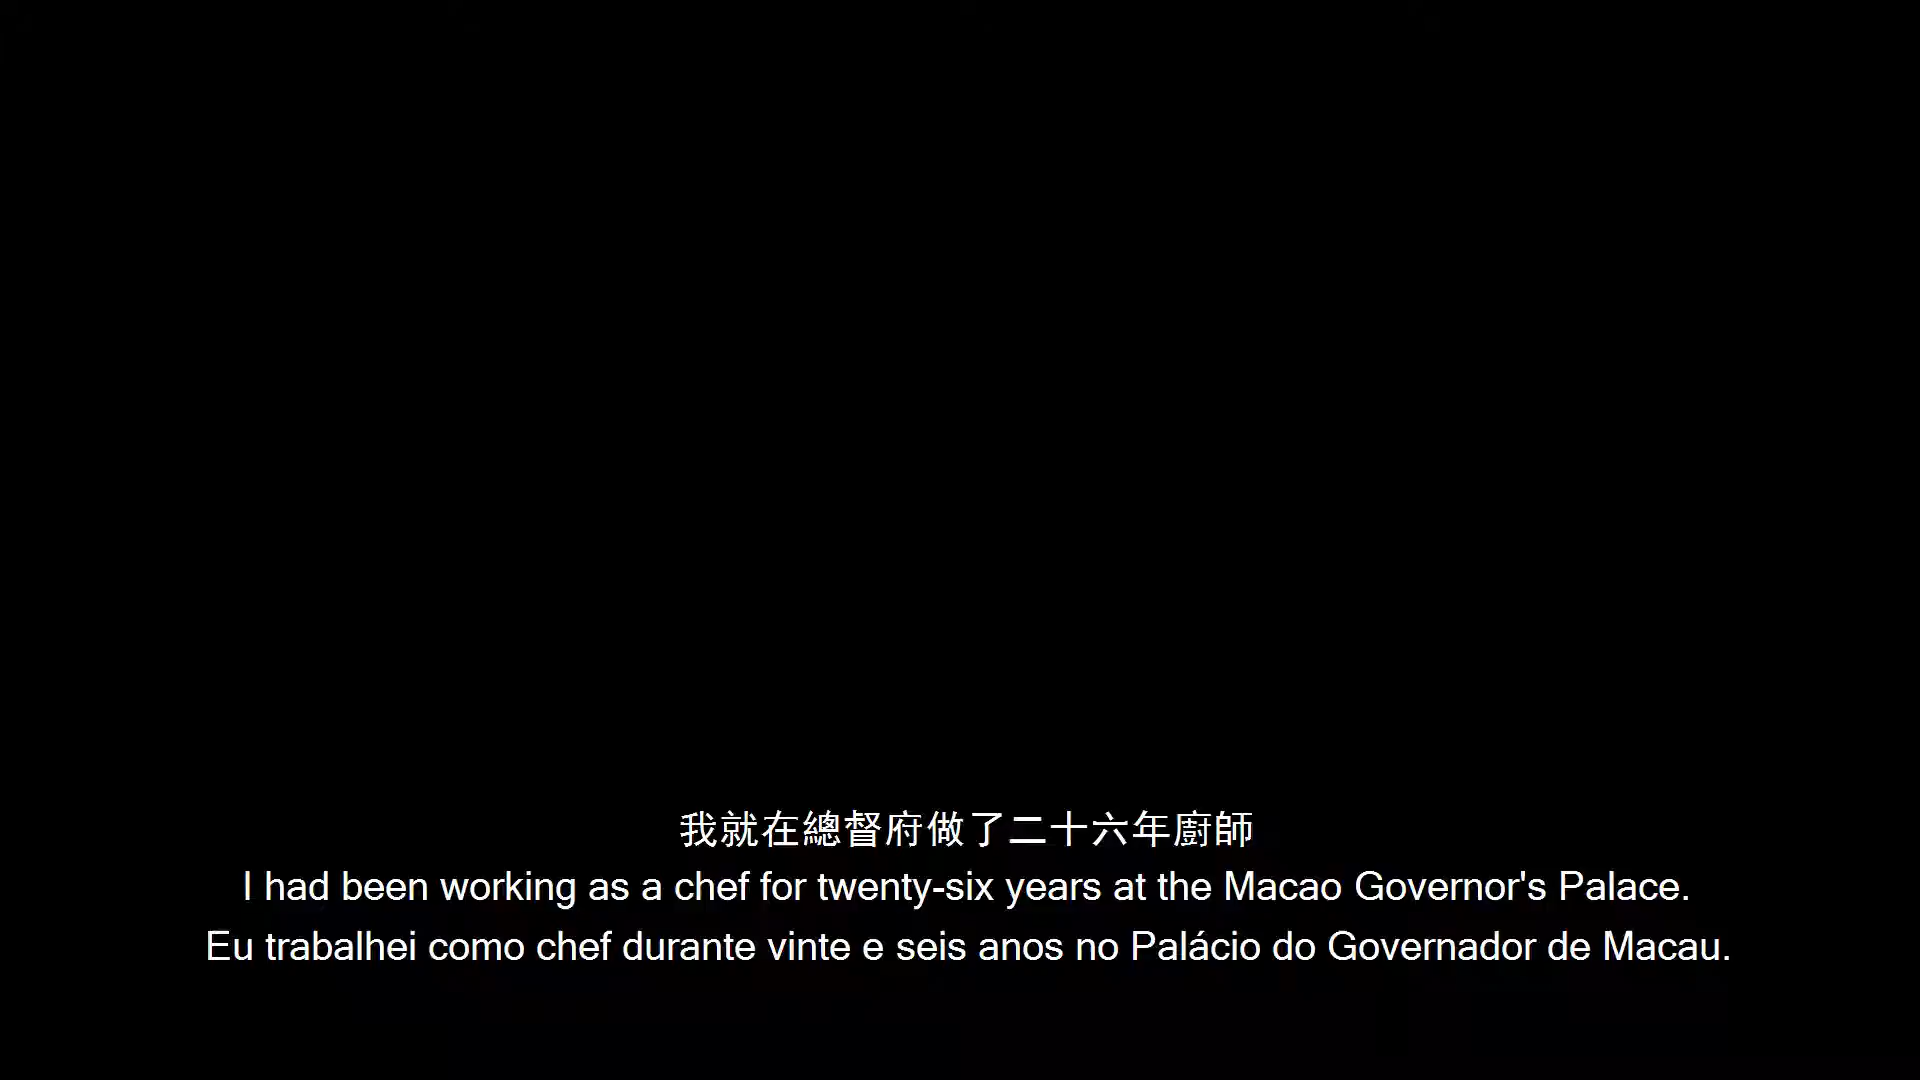 我就在總督府做了二十六年廚師
I had been working as a chef for twenty-six years at the Macao Governor's Palace.
Eu trabalhei como chef durante vinte e seis anos no Palácio do Governador de Macau.